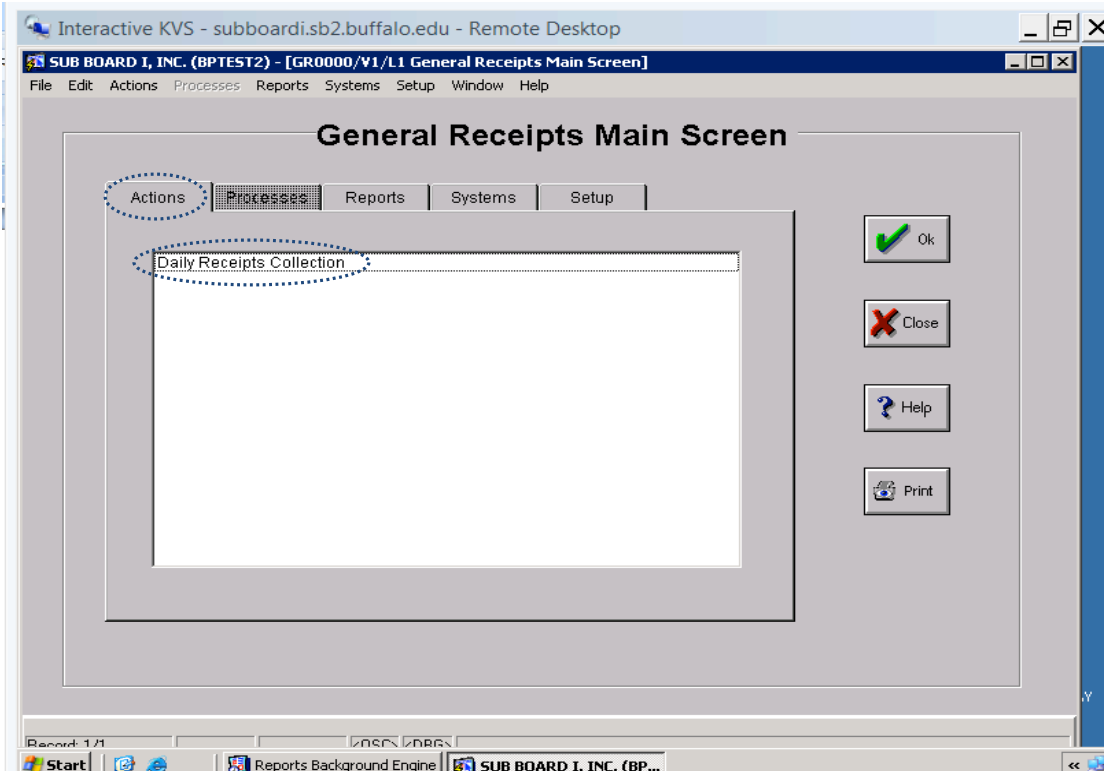 Interactive KVS - subboardi.sb2.buffalo.edu - Remote Desktop
SUB BOARD I, INC. (BPTEST2) - [GR0000/V1/L1 General Receipts Main Screen]
File Edit Actions Processes Reports Systems Setup Window Help
General Receipts Main Screen
Actions Processes Reports Systems Setup
Daily Receipts Collection
Ok
Close
Help
Print
Record: 1/1 <OSC> <DBG>
Start Reports Background Engine SUB BOARD I, INC. (BP... «